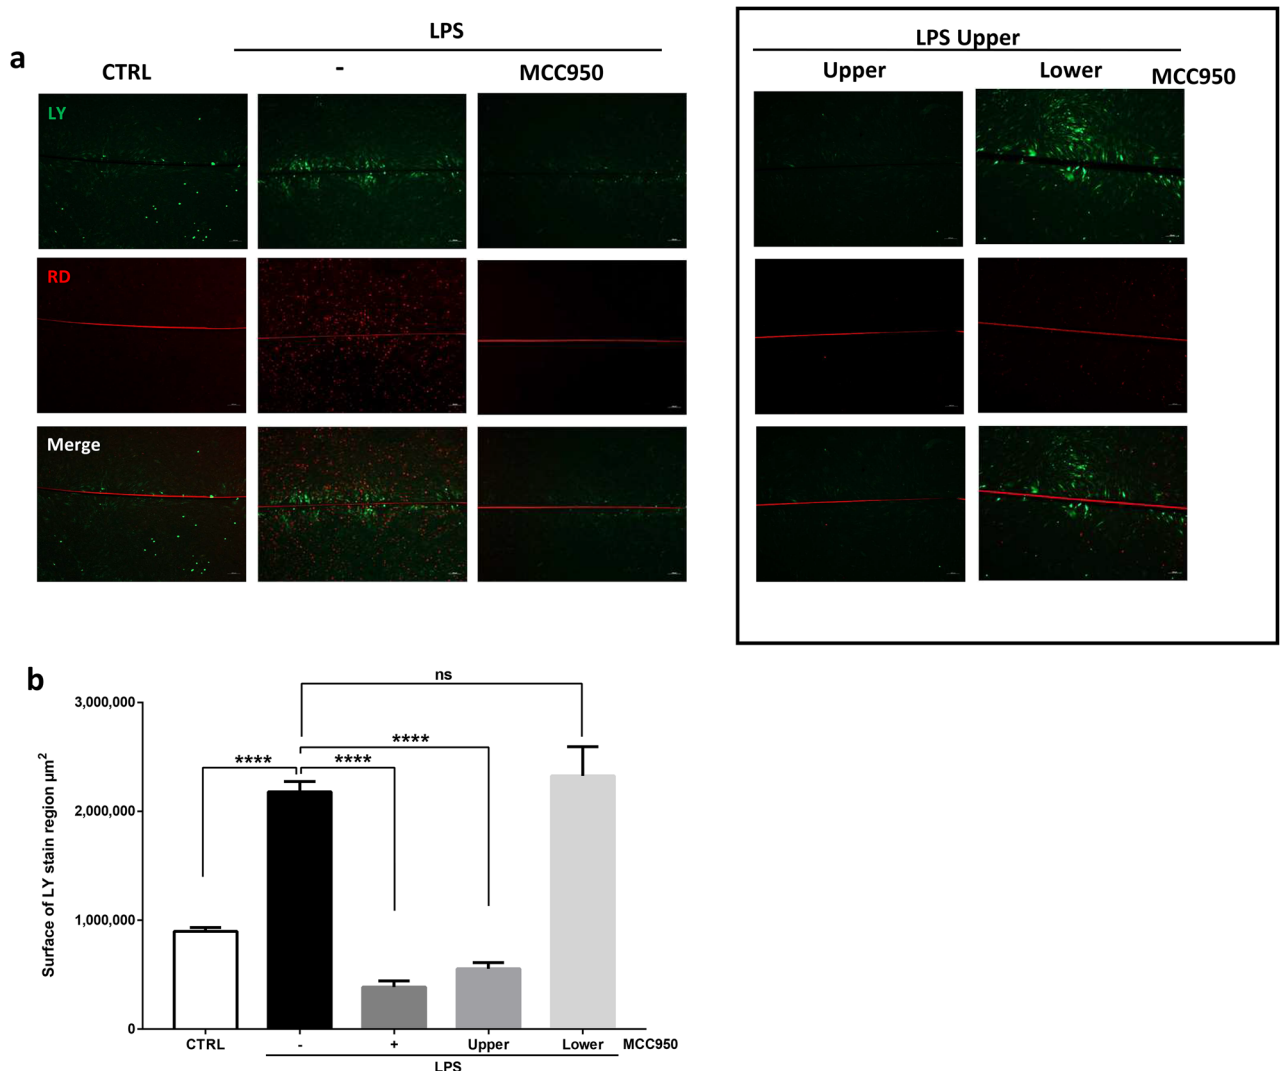 a
LPS
CTRL
-
MCC950
LPS Upper
Upper
Lower
MCC950
LY
RD
Merge
b
Surface of LY stain region µm²
3,000,000
2,000,000
1,000,000
0
ns
****
****
****
CTRL
-
+
Upper
Lower
MCC950
LPS